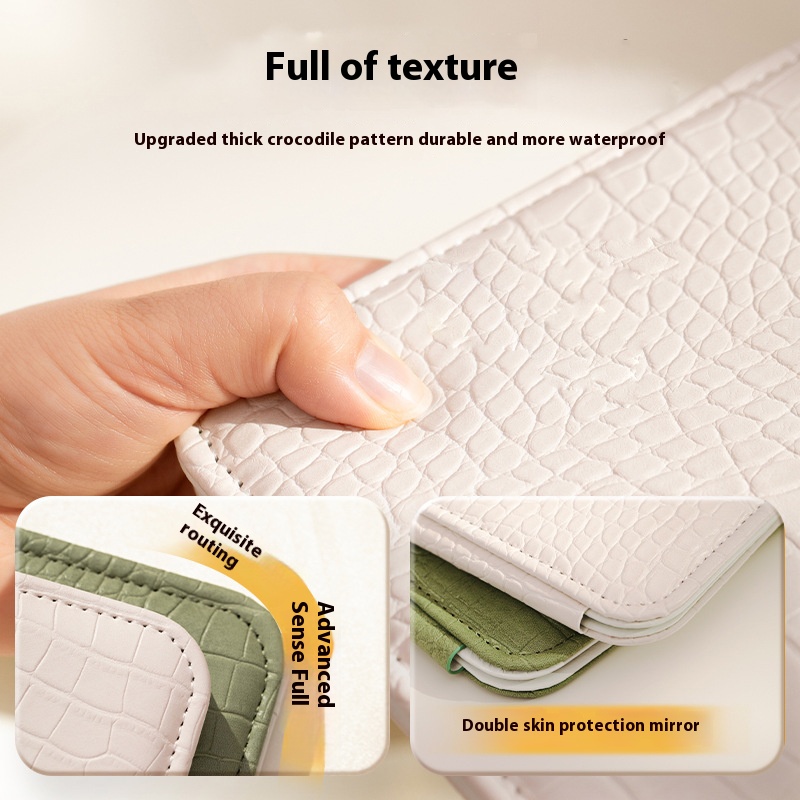 Full of texture
Upgraded thick crocodile pattern durable and more waterproof
Exquisite
routing
Advanced
Sense Full
Double skin protection mirror